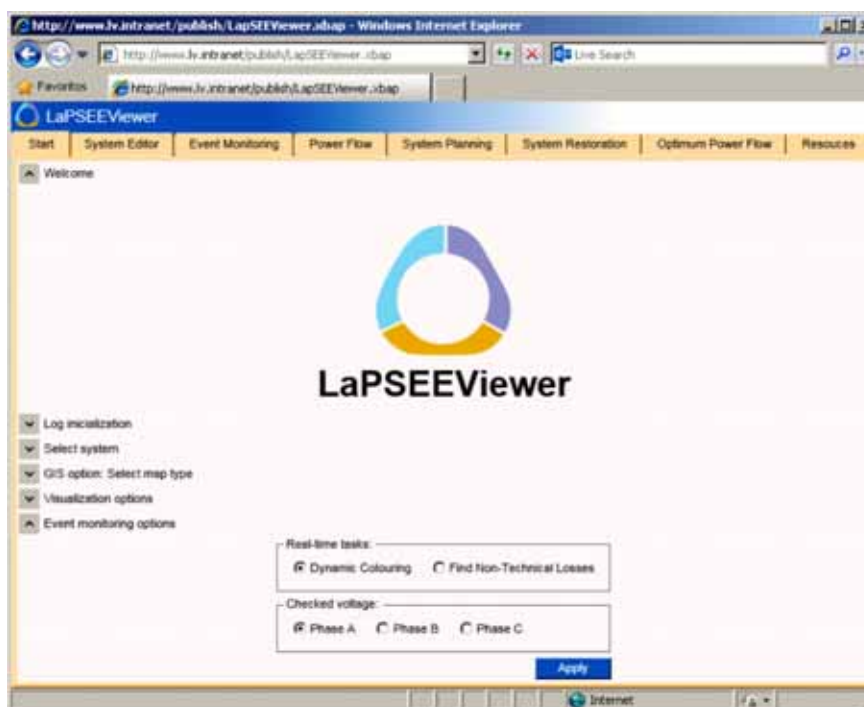 http://www.lv.intranet/publish/LapSEEViewer.xbap - Windows Internet Explorer
http://www.lv.intranet/publish/LapSEEViewer.xbap
Live Search
Favoritos
http://www.lv.intranet/publish/LapSEEViewer.xbap
LaPSEEViewer
Start System Editor Event Monitoring Power Flow System Planning System Restoration Optimum Power Flow Resouces
Welcome
LaPSEEViewer
Log inicialization
Select system
GIS option: Select map type
Visualization options
Event monitoring options
Real-time tasks:
Dynamic Colouring Find Non-Technical Losses
Checked voltage:
Phase A Phase B Phase C
Apply
Internet